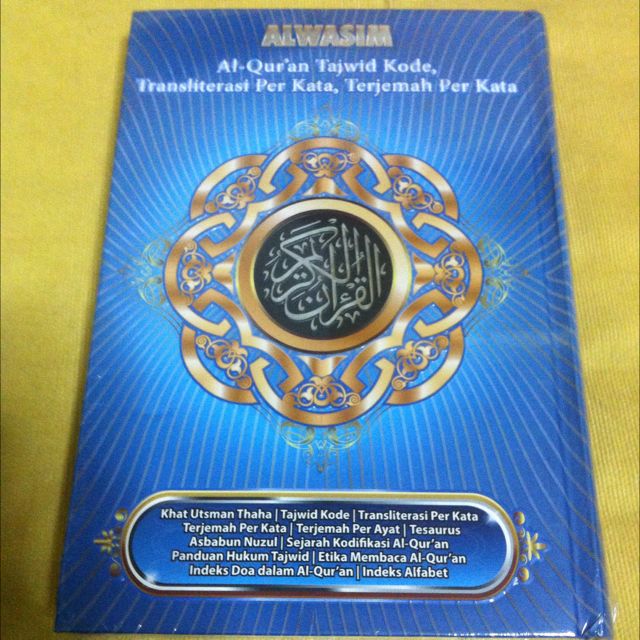 ALWASIM
Al-Qur'an Tajwid Kode,
Transliterasi Per Kata, Terjemah Per Kata
القرآن الكريم
Khat Utsman Thaha | Tajwid Kode | Transliterasi Per Kata
Terjemah Per Kata | Terjemah Per Ayat | Tesaurus
Asbabun Nuzul | Sejarah Kodifikasi Al-Qur'an
Panduan Hukum Tajwid | Etika Membaca Al-Qur'an
Indeks Doa dalam Al-Qur'an | Indeks Alfabet